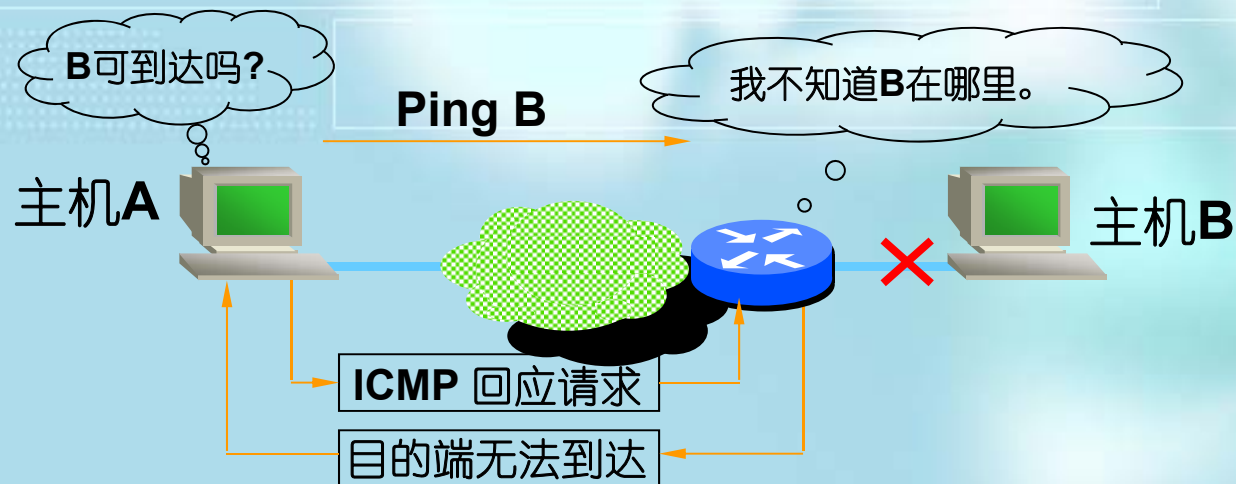 B可到达吗?
我不知道B在哪里。
Ping B
主机A
主机B
ICMP 回应请求
目的端无法到达